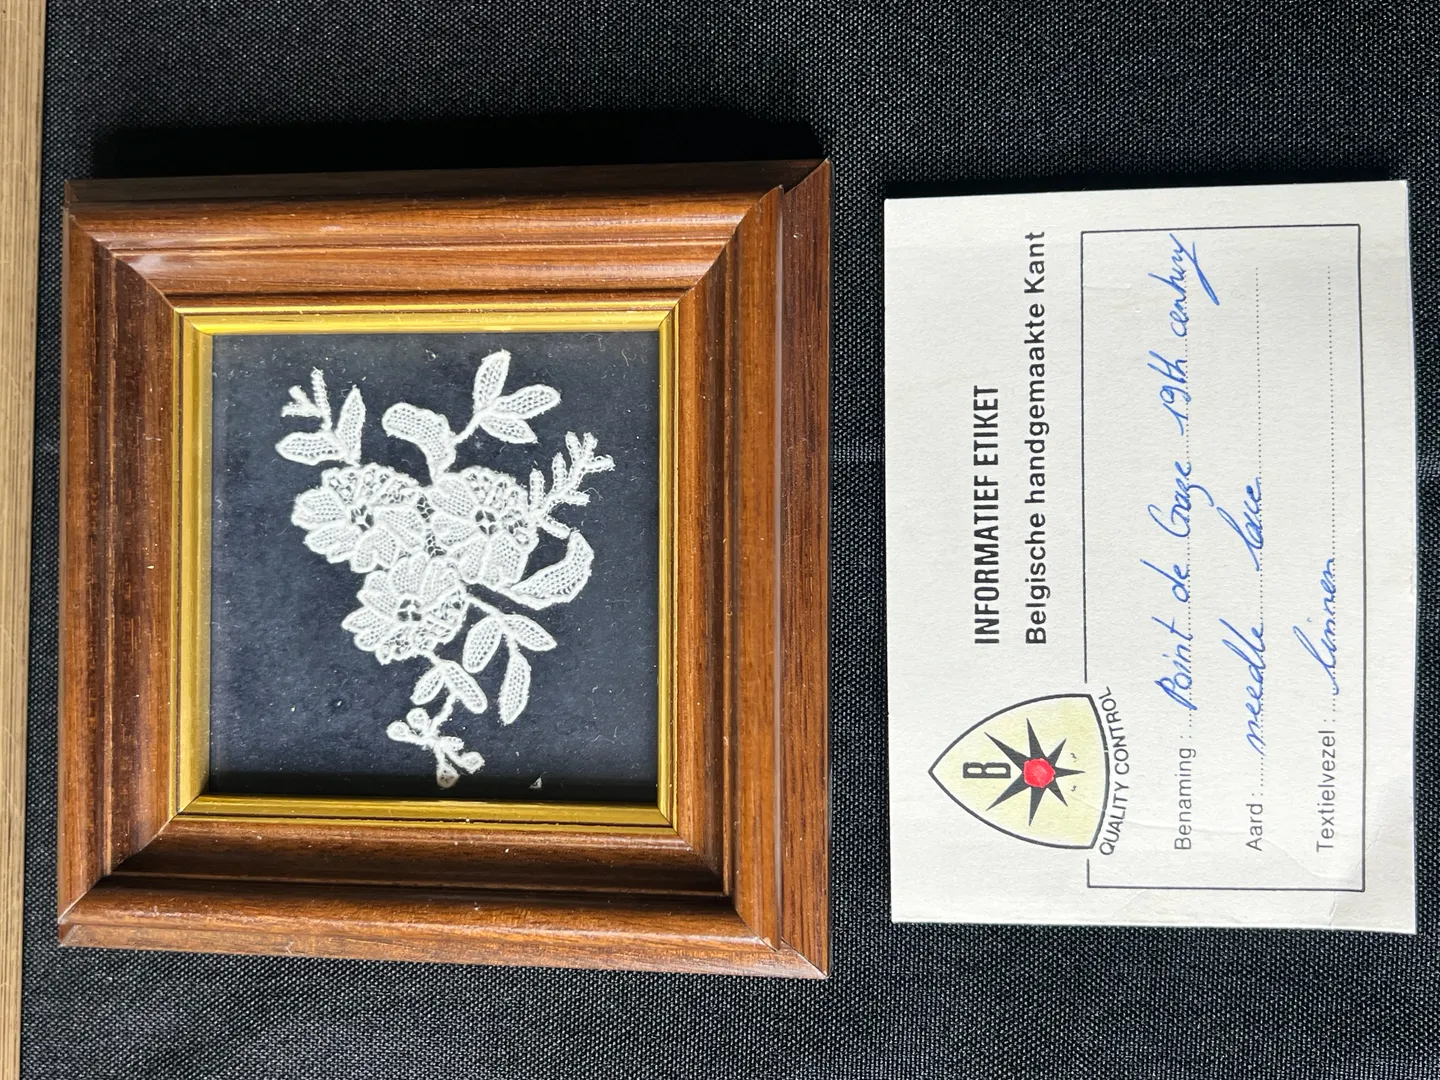 INFORMATIEF ETIKET
Belgische handgemaakte Kant
B
QUALITY CONTROL
Benaming : Point de Gaze 19th century
Aard : needle lace
Textielvezel : linnen